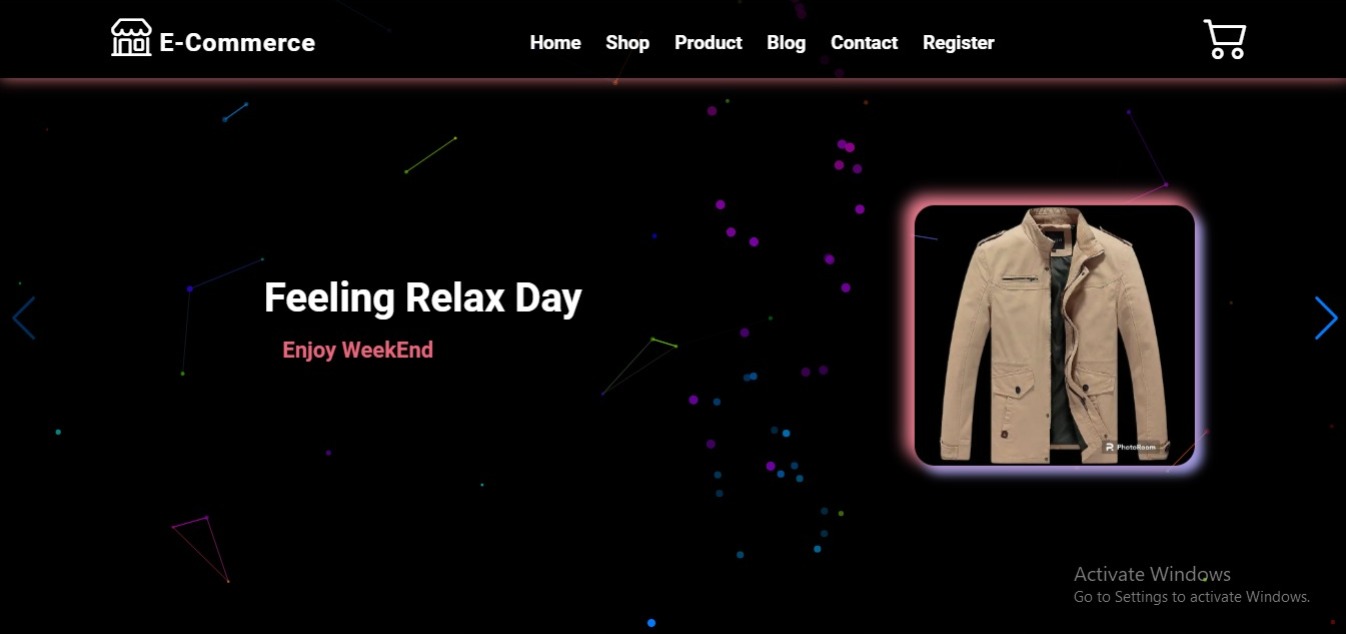 E-Commerce
Home Shop Product Blog Contact Register
Feeling Relax Day
Enjoy WeekEnd
PhotoRoom
Activate Windows
Go to Settings to activate Windows.